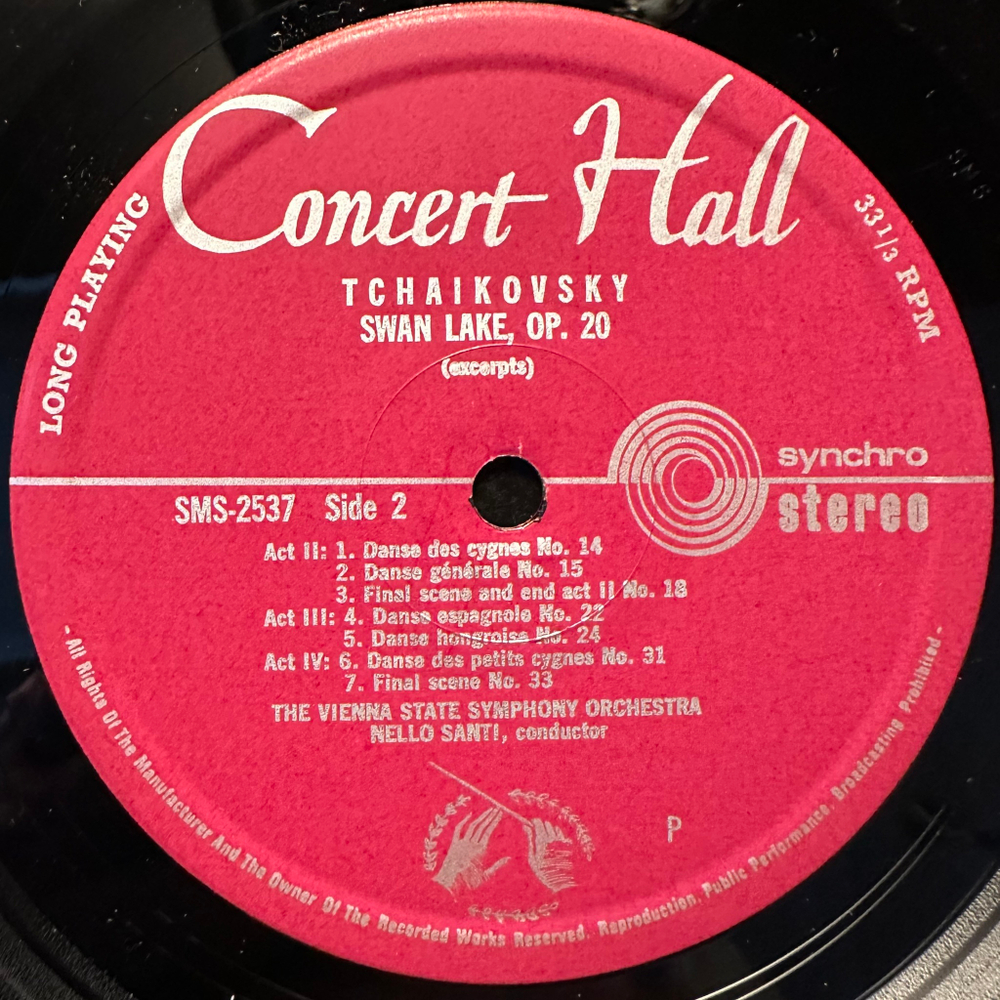 Concert Hall
LONG PLAYING
33 1/3 RPM
TCHAIKOVSKY
SWAN LAKE, OP. 20
(excerpts)
synchro
stereo
SMS-2537 Side 2
Act II: 1. Danse des cygnes No. 14
2. Danse générale No. 15
3. Final scene and end act II No. 18
Act III: 4. Danse espagnole No. 22
5. Danse hongroise No. 24
Act IV: 6. Danse des petits cygnes No. 31
7. Final scene No. 33
THE VIENNA STATE SYMPHONY ORCHESTRA
NELLO SANTI, conductor
P
- All Rights Of The Manufacturer And The Owner Of The Recorded Works Reserved. Reproduction. Public Performance. Broadcasting Prohibited. -